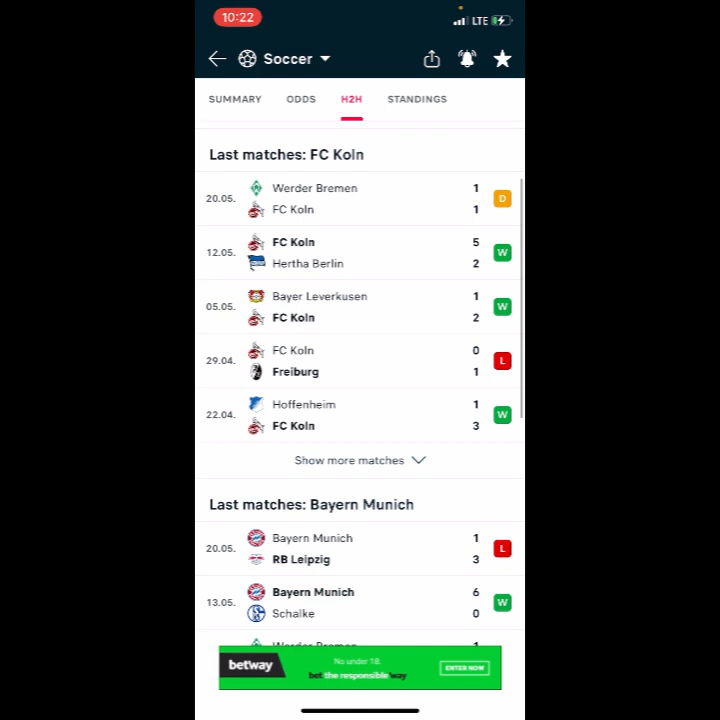 10:22
LTE
Soccer
SUMMARY ODDS H2H STANDINGS
Last matches: FC Koln
20.05. Werder Bremen 1
FC Koln 1
D
12.05. FC Koln 5
Hertha Berlin 2
W
05.05. Bayer Leverkusen 1
FC Koln 2
W
29.04. FC Koln 0
Freiburg 1
L
22.04. Hoffenheim 1
FC Koln 3
W
Show more matches
Last matches: Bayern Munich
20.05. Bayern Munich 1
RB Leipzig 3
L
13.05. Bayern Munich 6
Schalke 0
W
Werder Bremen 1
betway
No under 18.
bet the responsible way
ENTER NOW